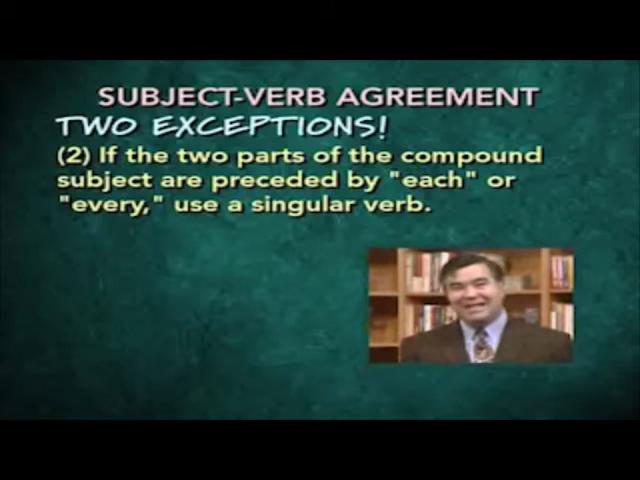 SUBJECT-VERB AGREEMENT
TWO EXCEPTIONS!
(2) If the two parts of the compound
subject are preceded by "each" or
"every," use a singular verb.